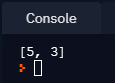 Console
[5, 3]
>